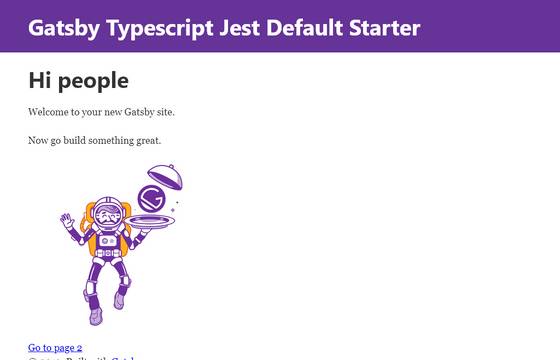 Gatsby Typescript Jest Default Starter
Hi people
Welcome to your new Gatsby site.
Now go build something great.
Go to page 2